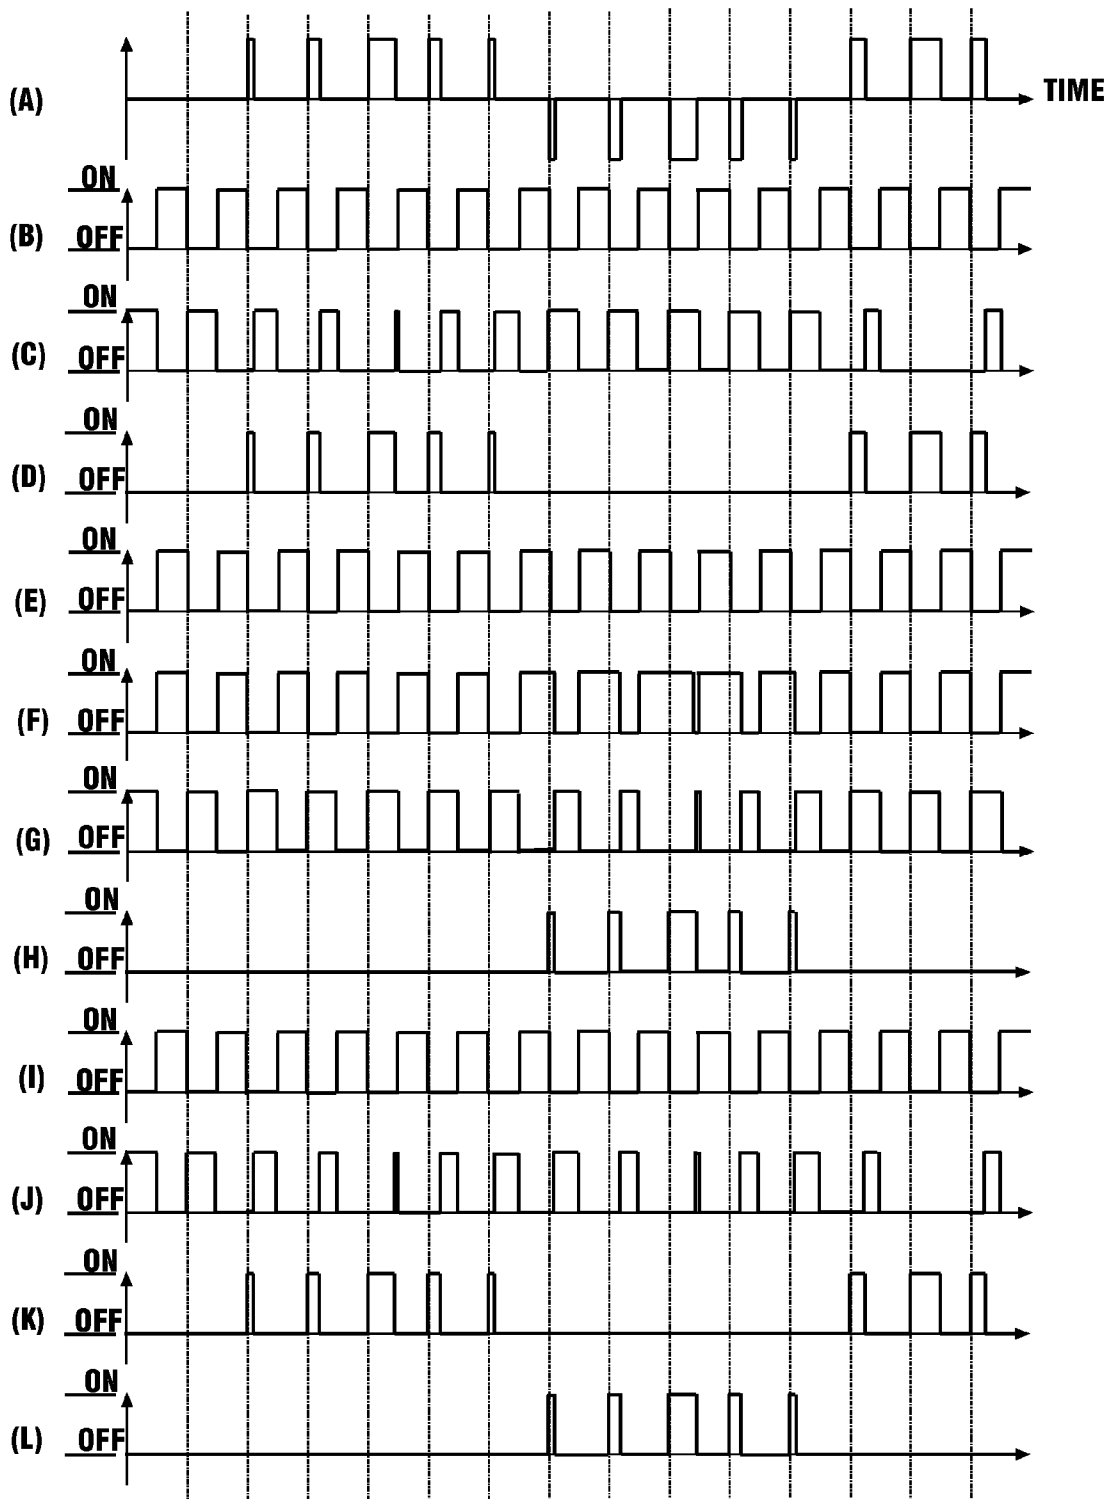 (A)
TIME
ON
(B) OFF
ON
(C) OFF
ON
(D) OFF
ON
(E) OFF
ON
(F) OFF
ON
(G) OFF
ON
(H) OFF
ON
(I) OFF
ON
(J) OFF
ON
(K) OFF
ON
(L) OFF